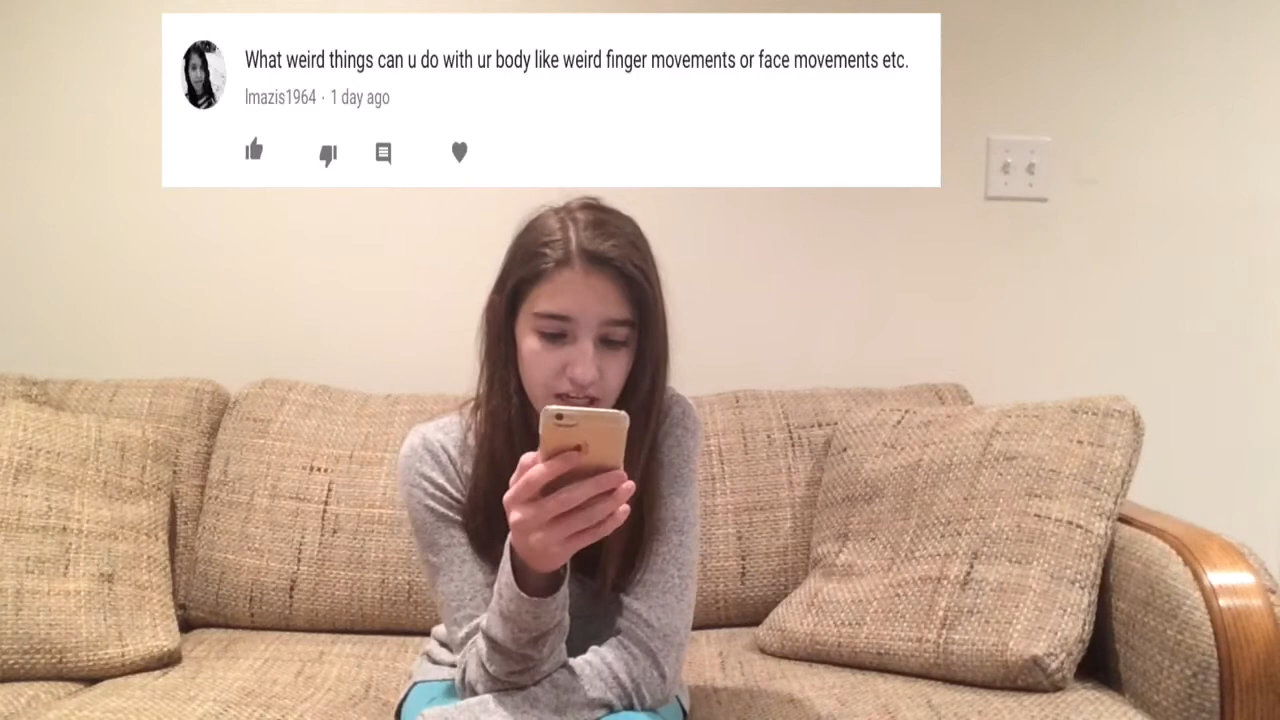 What weird things can u do with ur body like weird finger movements or face movements etc.
lmazis1964 · 1 day ago